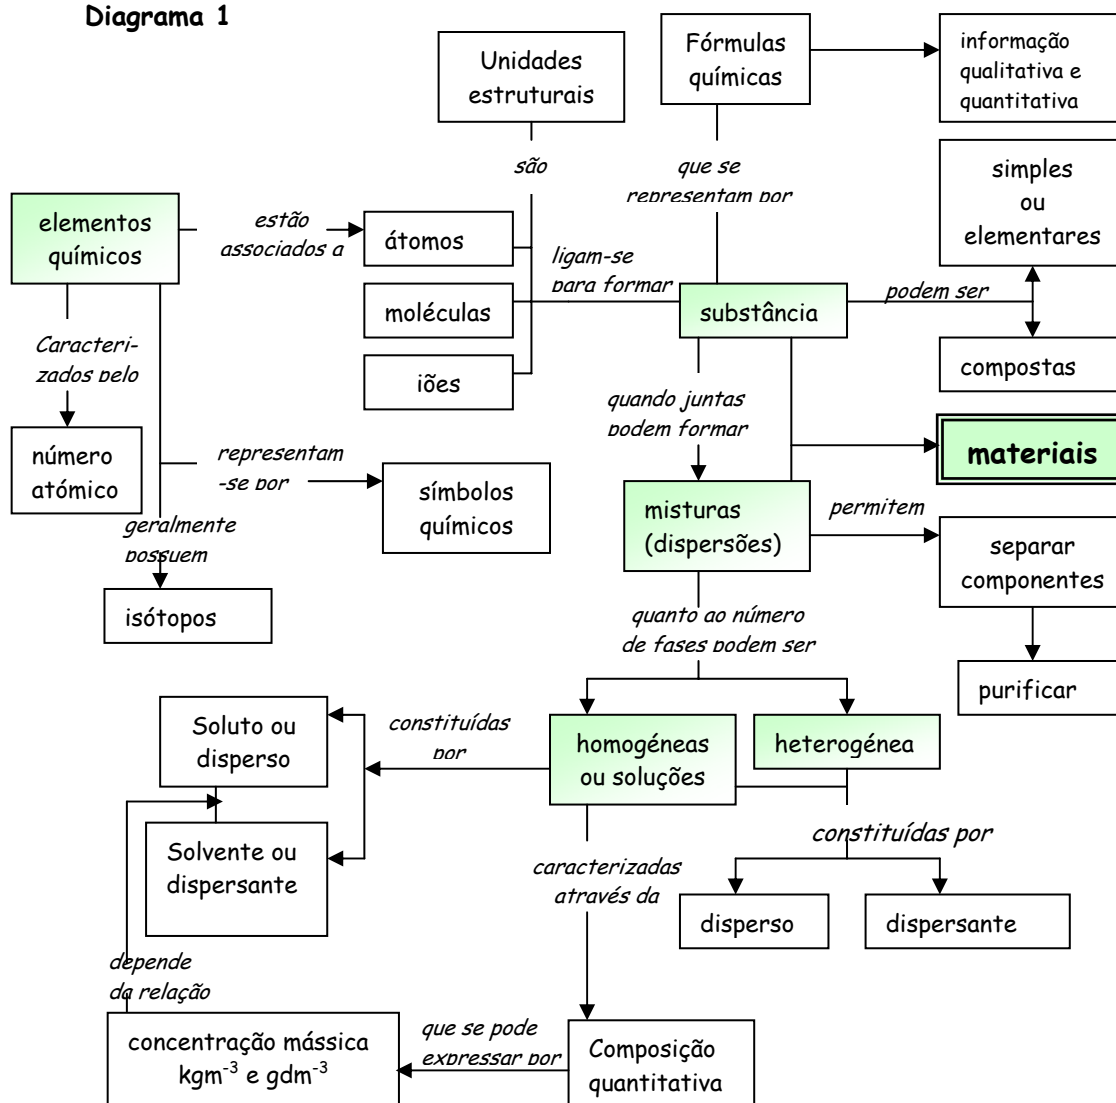 Diagrama 1
Unidades
estruturais
Fórmulas
químicas
informação
qualitativa e
quantitativa
são
que se
representam por
simples
ou
elementares
elementos
químicos
estão
associados a
átomos
moléculas
iões
ligam-se
para formar
substância
podem ser
compostas
Caracteri-
zados pelo
número
atómico
quando juntas
podem formar
materiais
representam
-se por
símbolos
químicos
misturas
(dispersões)
permitem
separar
componentes
purificar
geralmente
possuem
isótopos
quanto ao número
de fases podem ser
Soluto ou
disperso
Solvente ou
dispersante
constituídas
por
homogéneas
ou soluções
heterogénea
constituídas por
disperso
dispersante
caracterizadas
através da
depende
da relação
concentração mássica
kgm⁻³ e gdm⁻³
que se pode
expressar por
Composição
quantitativa